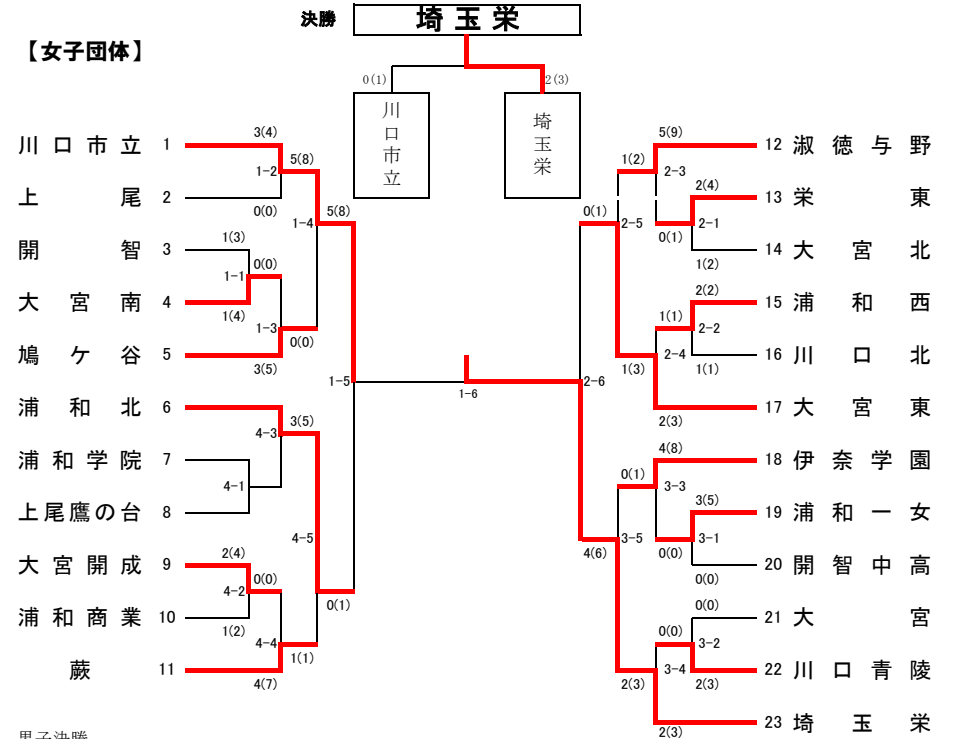 決勝 埼玉栄
【女子団体】
0(1) 2(3)
川口市立
埼玉栄
川口市立 1
上尾 2
開智 3
大宮南 4
鳩ケ谷 5
浦和北 6
浦和学院 7
上尾鷹の台 8
大宮開成 9
浦和商業 10
蕨 11
3(4)
1-2
0(0)
5(8)
1(3)
1-1
1(4)
0(0)
1-3
3(5)
1-4
0(0)
5(8)
1-5
4-3
3(5)
4-1
4-5
2(4)
4-2
1(2)
0(0)
4-4
4(7)
1(1)
0(1)
1-6
12 淑徳与野
13 栄東
14 大宮北
15 浦和西
16 川口北
17 大宮東
18 伊奈学園
19 浦和一女
20 開智中高
21 大宮
22 川口青陵
23 埼玉栄
5(9)
1(2)
2-3
2(4)
2-1
0(1)
1(2)
0(1)
2-5
2(2)
1(1)
2-2
2-4
1(1)
1(3)
2(3)
2-6
4(8)
0(1)
3-3
3(5)
3-1
0(0)
0(0)
3-5
4(6)
0(0)
0(0)
3-2
3-4
2(3)
2(3)
2(3)
男子決勝